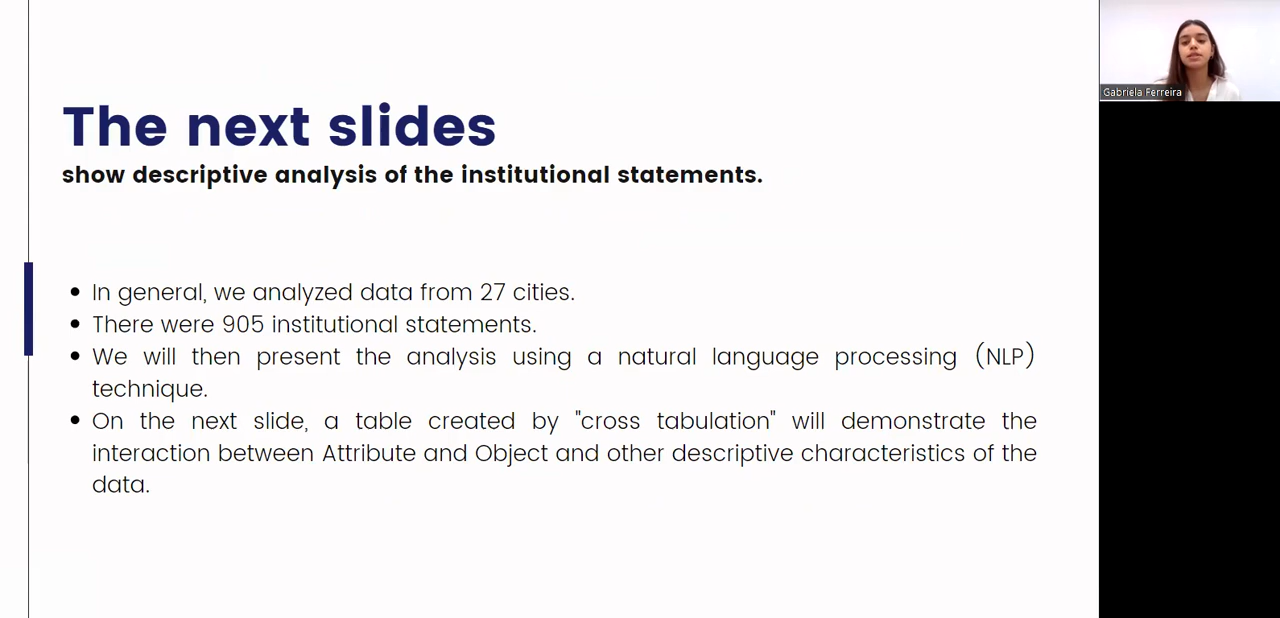 The next slides
show descriptive analysis of the institutional statements.
In general, we analyzed data from 27 cities.
There were 905 institutional statements.
We will then present the analysis using a natural language processing (NLP)
technique.
On the next slide, a table created by "cross tabulation" will demonstrate the
interaction between Attribute and Object and other descriptive characteristics of the
data.
Gabriela Ferreira